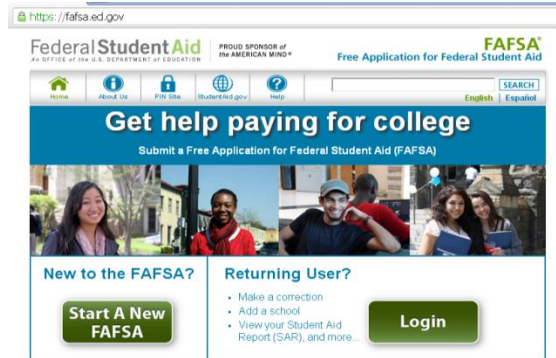 https://fafsa.ed.gov
Federal Student Aid
An OFFICE of the U.S. DEPARTMENT of EDUCATION
PROUD SPONSOR of
the AMERICAN MIND®
FAFSA®
Free Application for Federal Student Aid
Home
About Us
PIN Site
StudentAid.gov
Help
SEARCH
English | Español
Get help paying for college
Submit a Free Application for Federal Student Aid (FAFSA)
New to the FAFSA?
Start A New
FAFSA
Returning User?
• Make a correction
• Add a school
• View your Student Aid
Report (SAR), and more...
Login